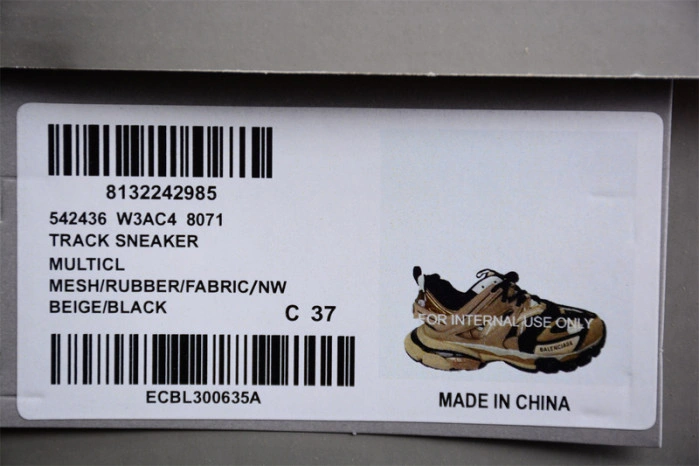 8132242985
542436 W3AC4 8071
TRACK SNEAKER
MULTICL
MESH/RUBBER/FABRIC/NW
BEIGE/BLACK
C 37
ECBL300635A
FOR INTERNAL USE ONLY
BALENCIAGA
MADE IN CHINA